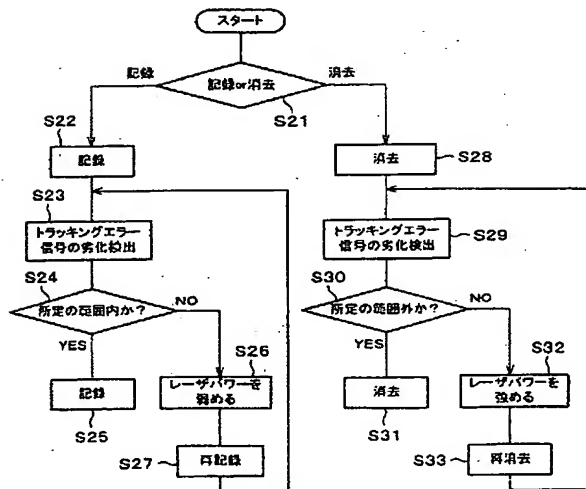 スタート
記録
記録or消去
消去
S21
S22
記録
消去
S28
S23
トラッキングエラー
信号の劣化検出
トラッキングエラー
信号の劣化検出
S29
S24
所定の範囲内か?
NO
YES
S30
所定の範囲外か?
NO
YES
S26
レーザパワーを
弱める
S32
レーザパワーを
強める
記録
S25
消去
S31
S27
再記録
S33
再消去